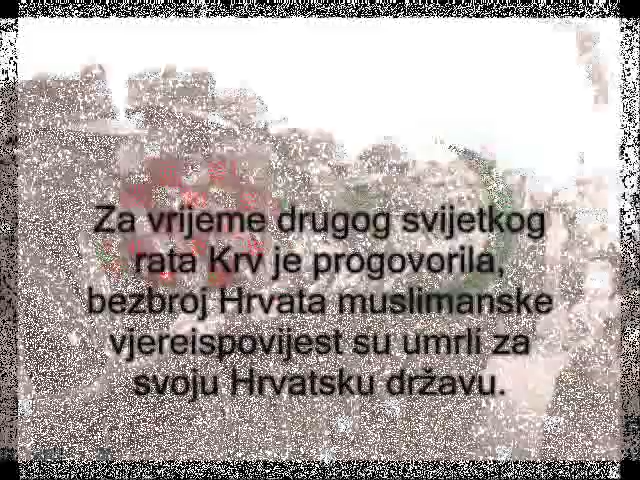 Za vrijeme drugog svijetkog
rata Krv je progovorila,
bezbroj Hrvata muslimanske
vjereispovijest su umrli za
svoju Hrvatsku državu.